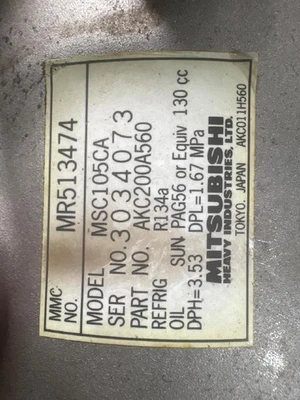 MMC
NO. MR513474
MODEL MSC105CA
SER NO.3034073
PART NO. AKC200A560
REFRIG R134a
OIL SUN PAG56 or Equiv 130 cc
DPH=3.53 DPL=1.67 MPa
MITSUBISHI
HEAVY INDUSTRIES, LTD.
TOKYO. JAPAN AKC011H560